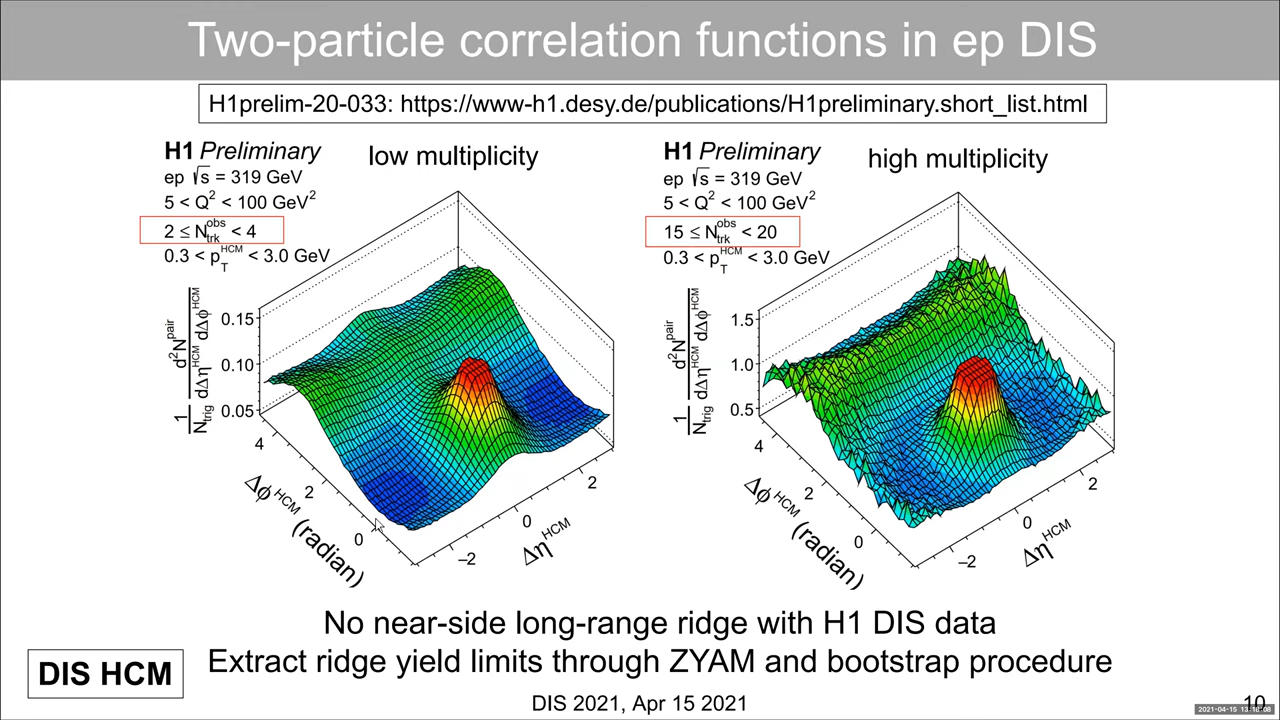 Two-particle correlation functions in ep DIS
H1prelim-20-033: https://www-h1.desy.de/publications/H1preliminary.short_list.html
H1 Preliminary
low multiplicity
ep √s = 319 GeV
5 < Q² < 100 GeV²
2 ≤ N_trk^obs < 4
0.3 < p_T^HCM < 3.0 GeV
1/N_trig d²N^pair/dΔη^HCM dΔϕ^HCM
0.15
0.10
0.05
4
2
0
Δϕ^HCM (radian)
−2
0
2
Δη^HCM
H1 Preliminary
high multiplicity
ep √s = 319 GeV
5 < Q² < 100 GeV²
15 ≤ N_trk^obs < 20
0.3 < p_T^HCM < 3.0 GeV
1/N_trig d²N^pair/dΔη^HCM dΔϕ^HCM
1.5
1.0
0.5
4
2
0
Δϕ^HCM (radian)
−2
0
2
Δη^HCM
No near-side long-range ridge with H1 DIS data
Extract ridge yield limits through ZYAM and bootstrap procedure
DIS HCM
DIS 2021, Apr 15 2021
10